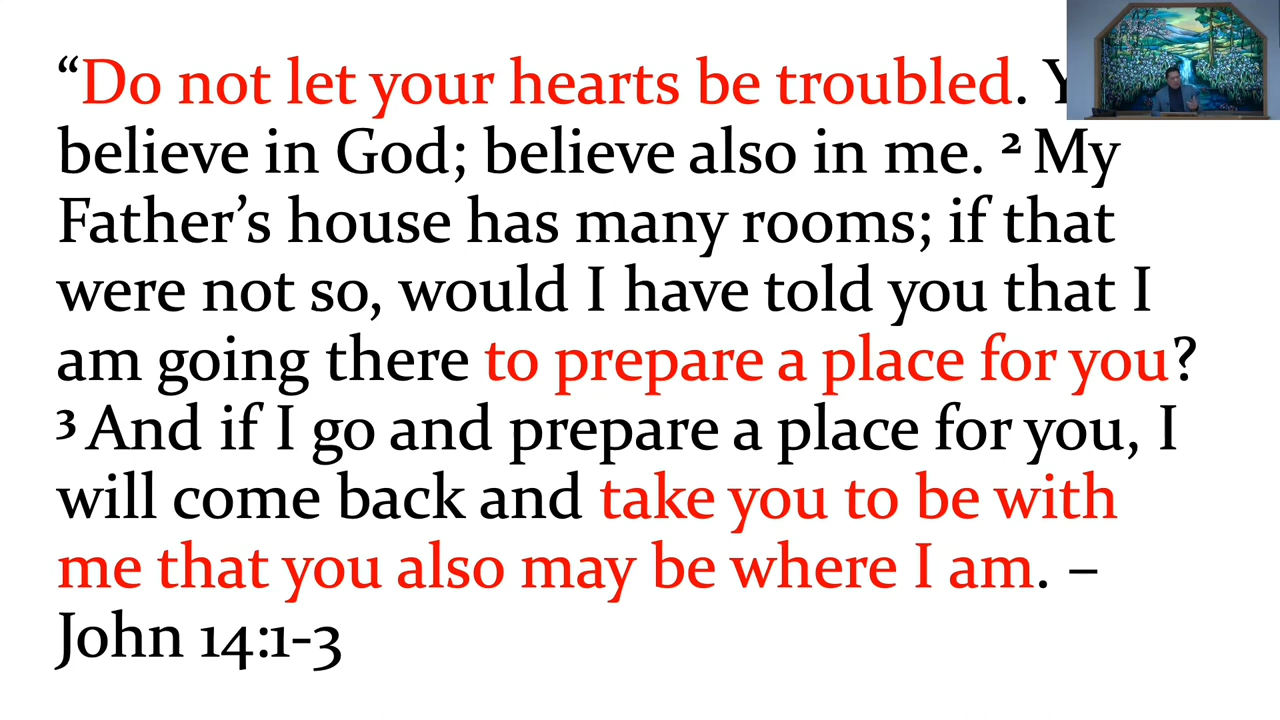 “Do not let your hearts be troubled.
believe in God; believe also in me. ² My
Father’s house has many rooms; if that
were not so, would I have told you that I
am going there to prepare a place for you?
³ And if I go and prepare a place for you, I
will come back and take you to be with
me that you also may be where I am. –
John 14:1-3